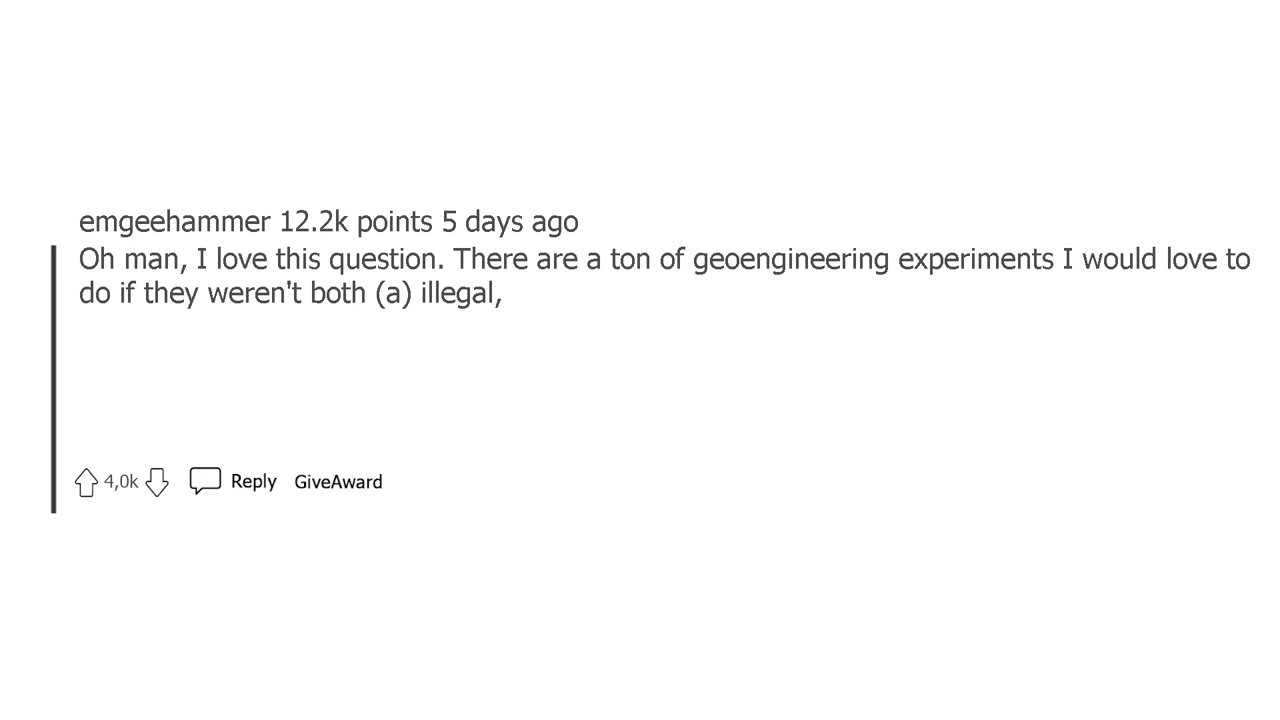 emgeehammer 12.2k points 5 days ago
Oh man, I love this question. There are a ton of geoengineering experiments I would love to
do if they weren't both (a) illegal,
4,0k Reply GiveAward